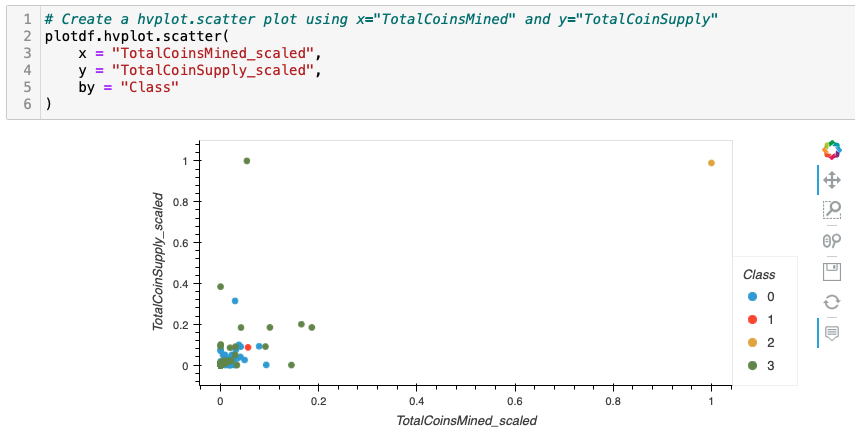 1 # Create a hvplot.scatter plot using x="TotalCoinsMined" and y="TotalCoinSupply"
2 plotdf.hvplot.scatter(
3     x = "TotalCoinsMined_scaled",
4     y = "TotalCoinSupply_scaled",
5     by = "Class"
6 )
1
0.8
0.6
0.4
0.2
0
TotalCoinSupply_scaled
0 0.2 0.4 0.6 0.8 1
TotalCoinsMined_scaled
Class
0
1
2
3